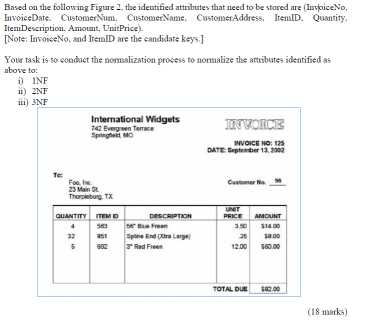 Based on the following Figure 2, the identified attributes that need to be stored are (InvoiceNo,
InvoiceDate, CustomerNum, CustomerName, CustomerAddress, ItemID, Quantity,
ItemDescription, Amount, UnitPrice).
[Note: InvoiceNo, and ItemID are the candidate keys.]
Your task is to conduct the normalization process to normalize the attributes identified as
above to:
i) 1NF
ii) 2NF
iii) 3NF
International Widgets
742 Evergreen Terrace
Springfield, MO
INVOICE
INVOICE NO: 125
DATE: September 13, 2002
To:
Foo, Inc.
23 Main St.
Thorpleburg, TX
Customer No. 56
QUANTITY ITEM ID DESCRIPTION UNIT PRICE AMOUNT
4 563 56" Blue Freen 3.50 $14.00
32 851 Spline End (Xtra Large) .25 $8.00
5 692 3" Red Freen 12.00 $60.00
TOTAL DUE $82.00
(18 marks)